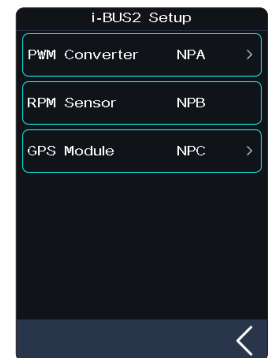 i-BUS2 Setup
PWM Converter NPA >
RPM Sensor NPB
GPS Module NPC >